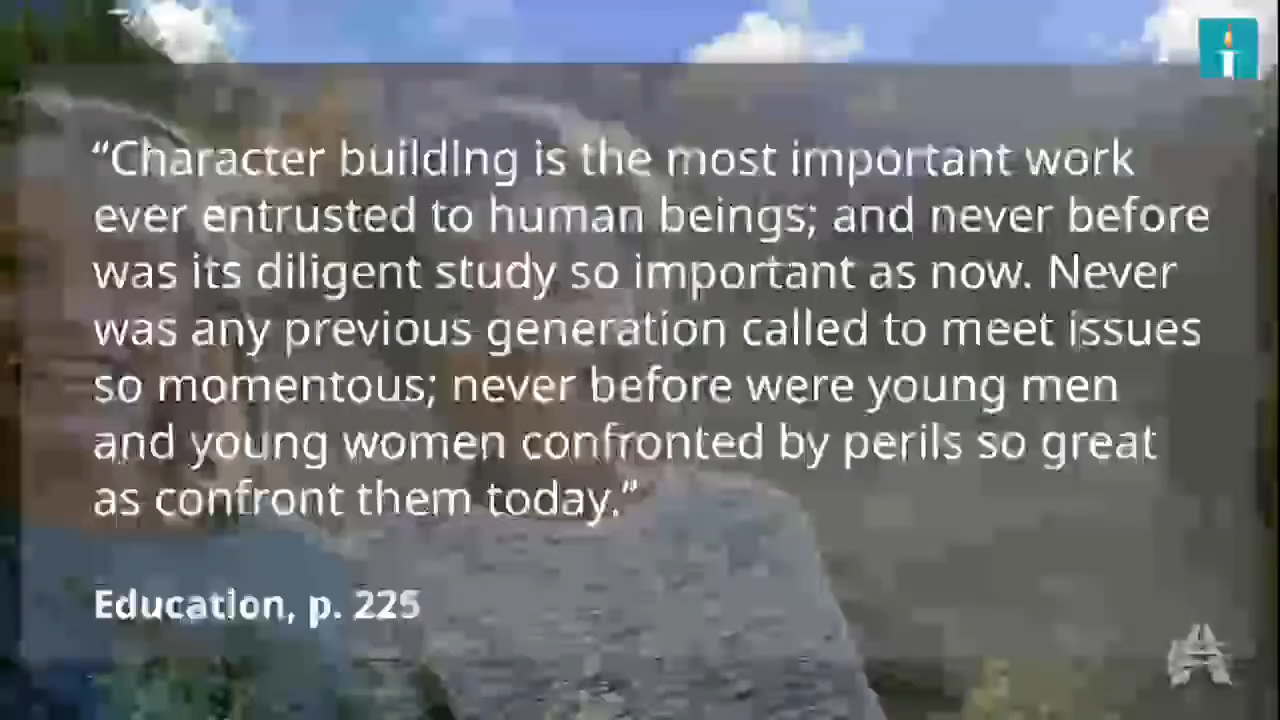 “Character building is the most important work
ever entrusted to human beings; and never before
was its diligent study so important as now. Never
was any previous generation called to meet issues
so momentous; never before were young men
and young women confronted by perils so great
as confront them today.”
Education, p. 225